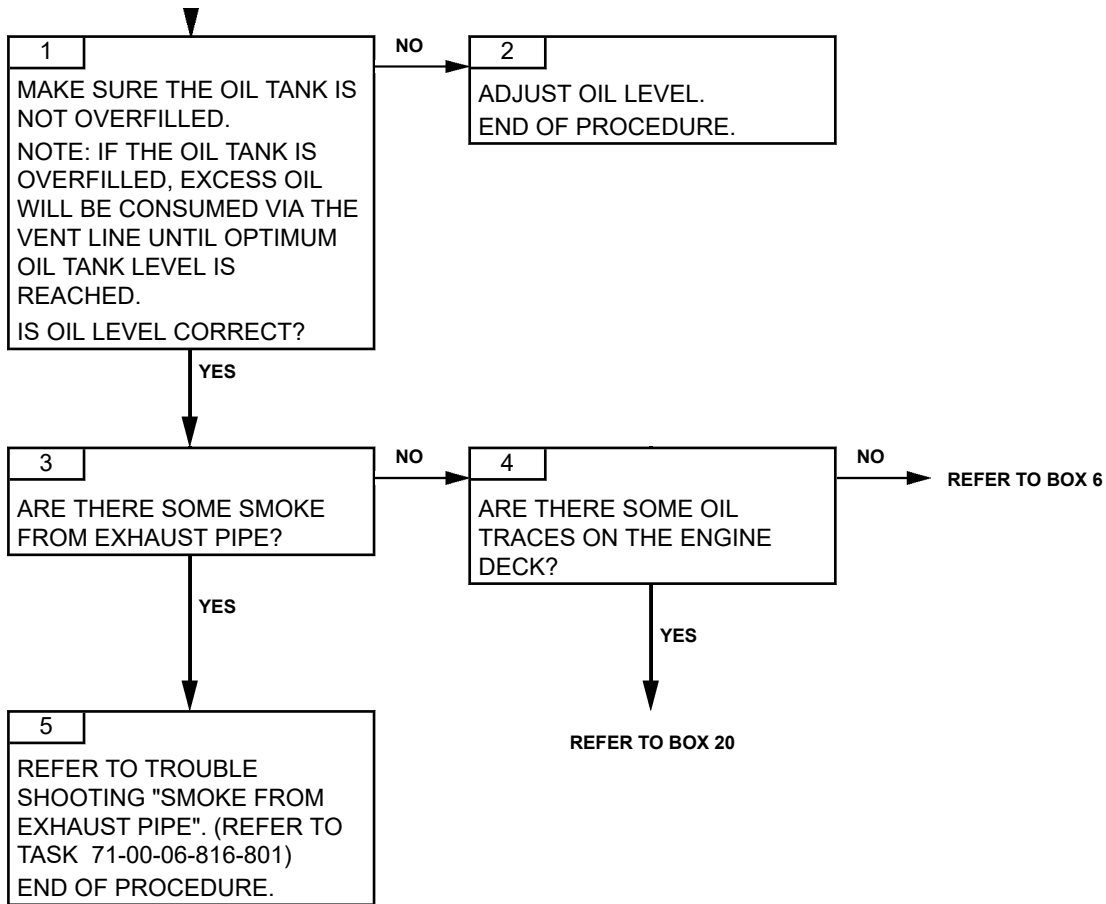 1
MAKE SURE THE OIL TANK IS
NOT OVERFILLED.
NOTE: IF THE OIL TANK IS
OVERFILLED, EXCESS OIL
WILL BE CONSUMED VIA THE
VENT LINE UNTIL OPTIMUM
OIL TANK LEVEL IS
REACHED.
IS OIL LEVEL CORRECT?
NO
2
ADJUST OIL LEVEL.
END OF PROCEDURE.
YES
3
ARE THERE SOME SMOKE
FROM EXHAUST PIPE?
NO
4
ARE THERE SOME OIL
TRACES ON THE ENGINE
DECK?
NO
REFER TO BOX 6
YES
YES
REFER TO BOX 20
5
REFER TO TROUBLE
SHOOTING "SMOKE FROM
EXHAUST PIPE". (REFER TO
TASK 71-00-06-816-801)
END OF PROCEDURE.